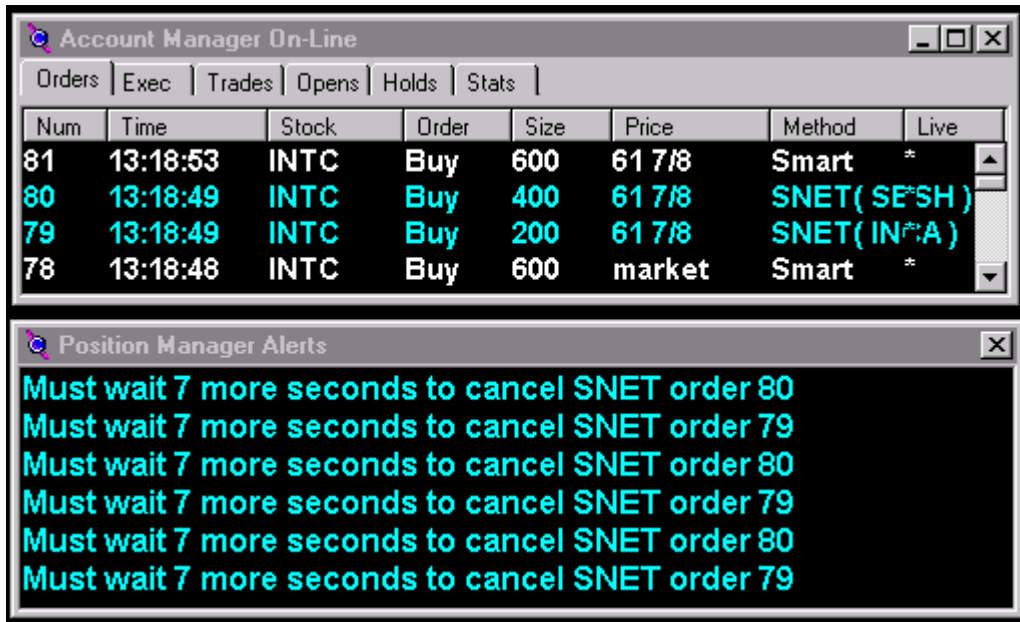 Account Manager On-Line
Orders Exec Trades Opens Holds Stats
Num Time Stock Order Size Price Method Live
81 13:18:53 INTC Buy 600 61 7/8 Smart *
80 13:18:49 INTC Buy 400 61 7/8 SNET( *SH )
79 13:18:49 INTC Buy 200 61 7/8 SNET( *A )
78 13:18:48 INTC Buy 600 market Smart *
Position Manager Alerts
Must wait 7 more seconds to cancel SNET order 80
Must wait 7 more seconds to cancel SNET order 79
Must wait 7 more seconds to cancel SNET order 80
Must wait 7 more seconds to cancel SNET order 79
Must wait 7 more seconds to cancel SNET order 80
Must wait 7 more seconds to cancel SNET order 79